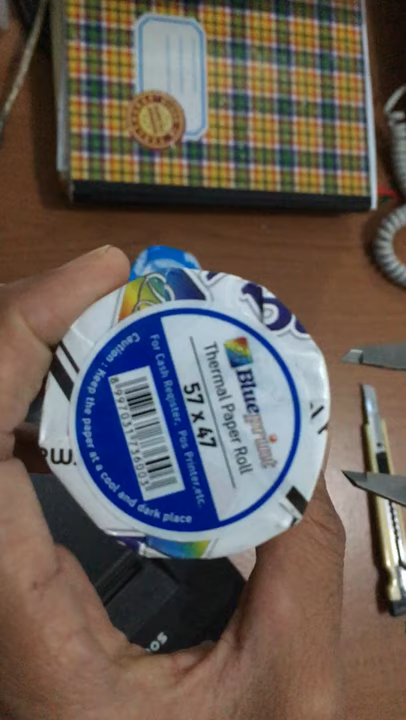 Blueprint
Thermal Paper Roll
57 x 47
For Cash Register, Pos Printer,etc.
8997031736003
Caution : Keep the paper at a cool and dark place